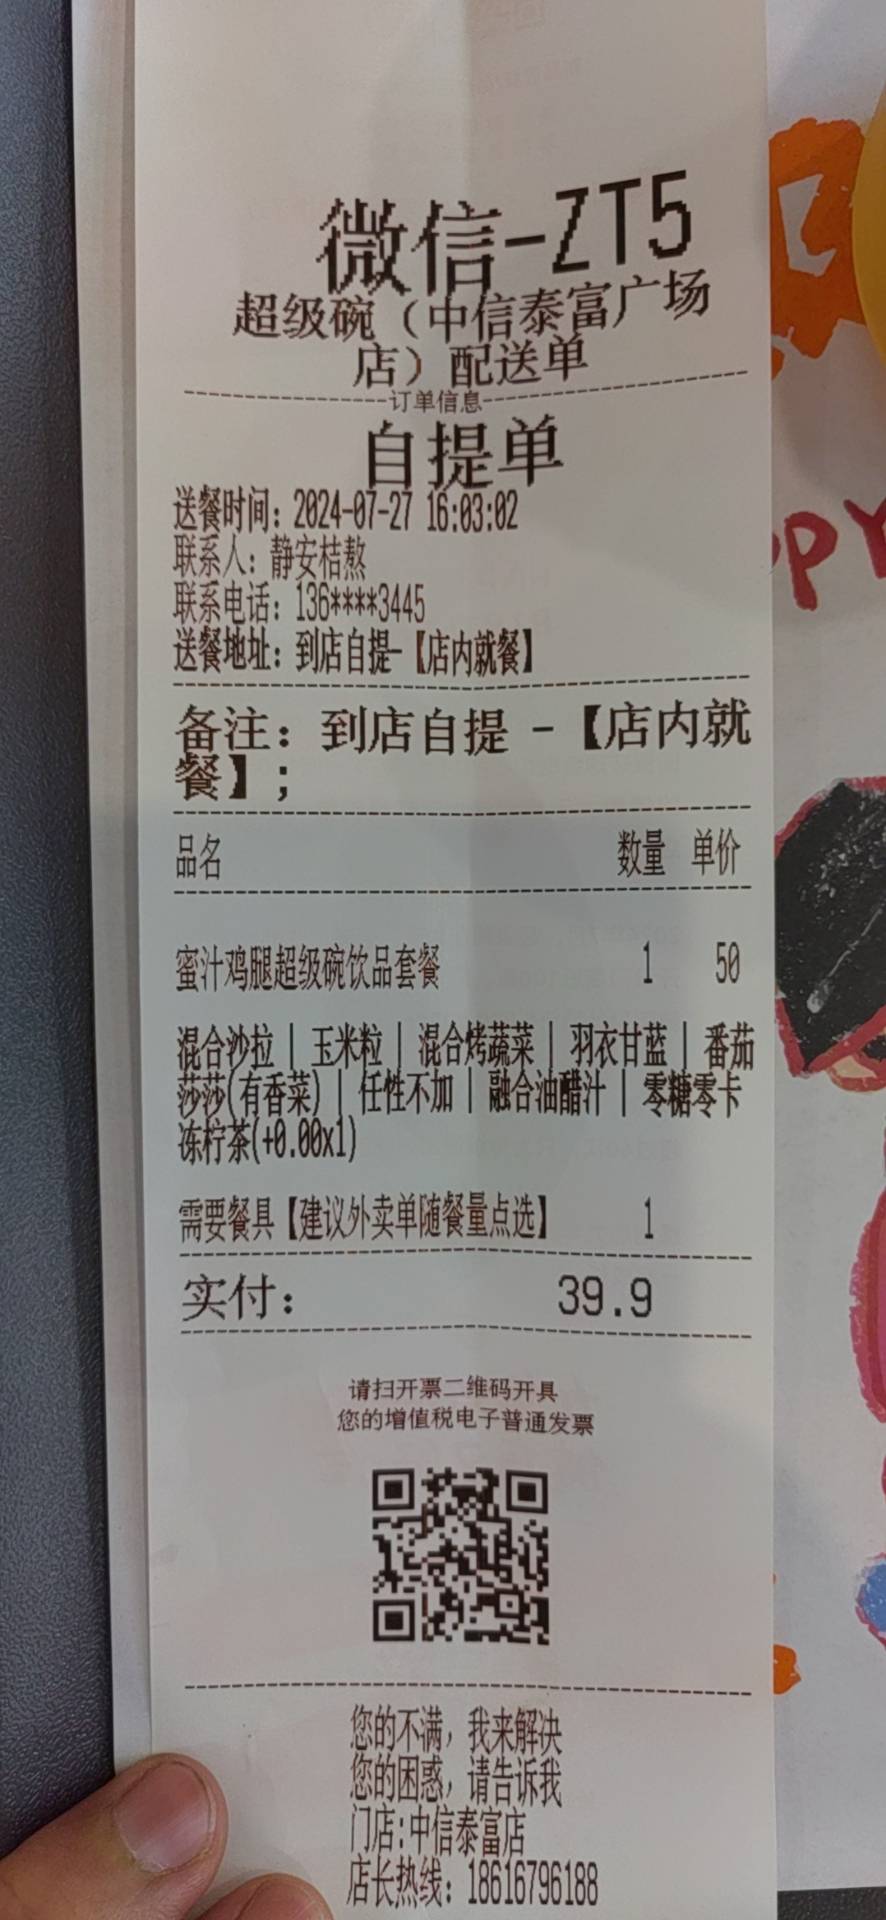 微信-ZT5
超级碗（中信泰富广场
店）配送单
订单信息
自提单
送餐时间：2024-07-27 16:03:02
联系人：静安桔熬
联系电话：136****3445
送餐地址：到店自提-【店内就餐】
备注：到店自提 -【店内就
餐】；
品名 数量 单价
蜜汁鸡腿超级碗饮品套餐 1 50
混合沙拉 | 玉米粒 | 混合烤蔬菜 | 羽衣甘蓝 | 番茄
莎莎(有香菜) | 任性不加 | 融合油醋汁 | 零糖零卡
冻柠茶(+0.00x1)
需要餐具【建议外卖单随餐量点选】 1
实付： 39.9
请扫开票二维码开具
您的增值税电子普通发票
您的不满，我来解决
您的困惑，请告诉我
门店:中信泰富店
店长热线：18616796188